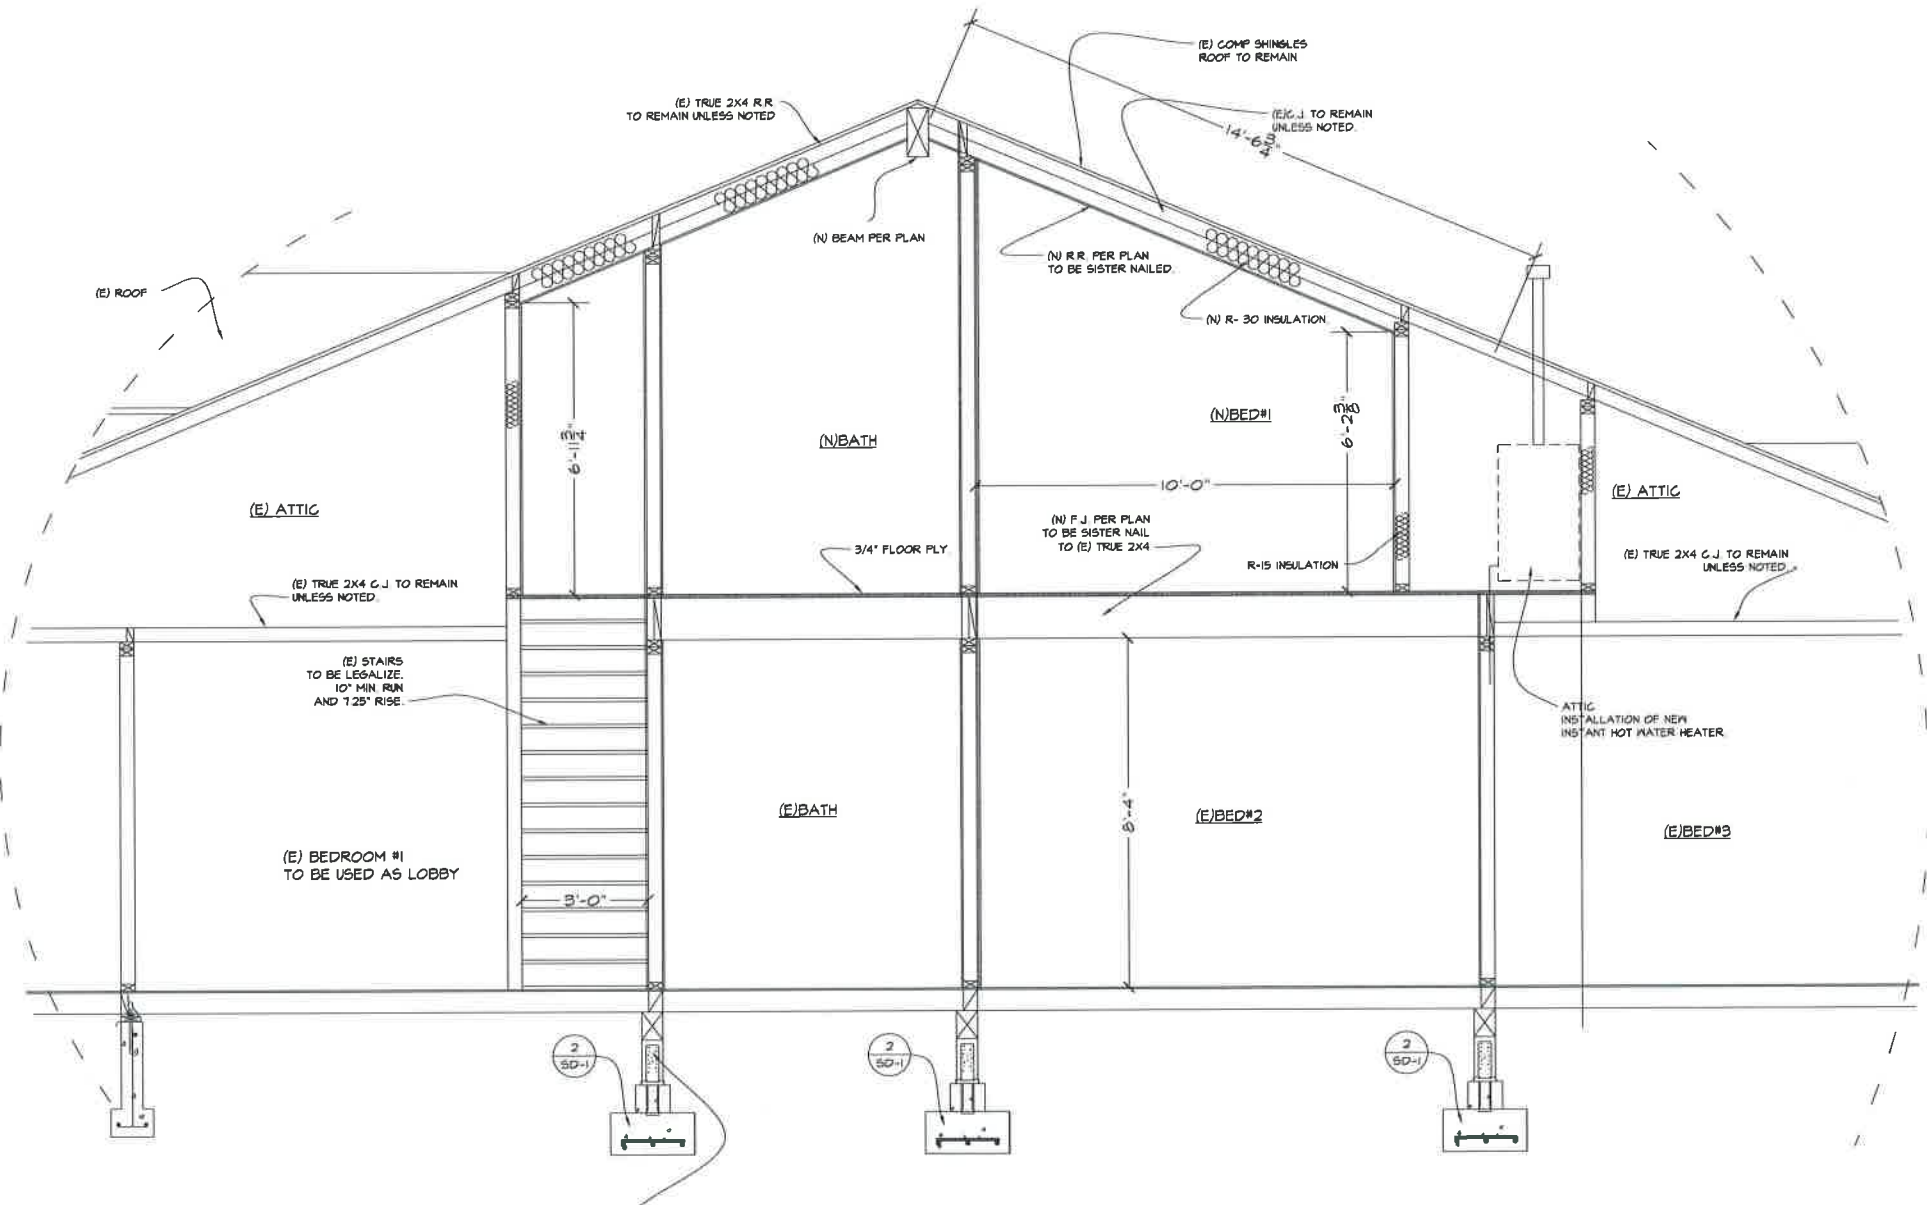 (E) COMP SHINGLES
ROOF TO REMAIN
(E) TRUE 2X4 R.R
TO REMAIN UNLESS NOTED
(E)C.J. TO REMAIN
UNLESS NOTED.
14'-6 3/4"
(N) BEAM PER PLAN
(N) R.R. PER PLAN
TO BE SISTER NAILED.
(E) ROOF
(N) R- 30 INSULATION
6'-11 3/4"
(N)BATH
(N)BED#1
6'-2 3/8"
10'-0"
(E) ATTIC
(E) ATTIC
(N) F.J. PER PLAN
TO BE SISTER NAIL
TO (E) TRUE 2X4
3/4" FLOOR PLY
R-15 INSULATION
(E) TRUE 2X4 C.J. TO REMAIN
UNLESS NOTED
(E) TRUE 2X4 C.J. TO REMAIN
UNLESS NOTED.
(E) STAIRS
TO BE LEGALIZE.
10" MIN. RUN
AND 7.25" RISE.
ATTIC
INSTALLATION OF NEW
INSTANT HOT WATER HEATER
(E)BATH
8'-4"
(E)BED#2
(E)BED#3
(E) BEDROOM #1
TO BE USED AS LOBBY
3'-0"
2
SD-1
2
SD-1
2
SD-1